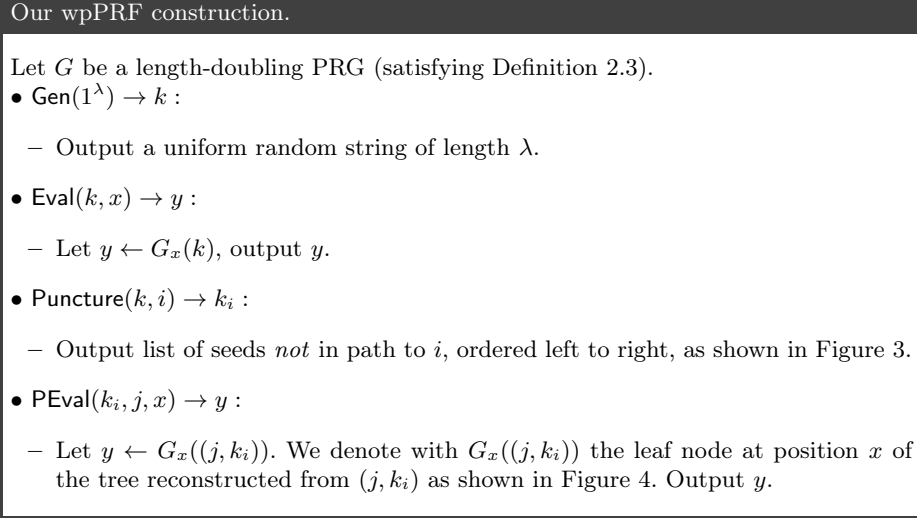 Our wpPRF construction.
Let G be a length-doubling PRG (satisfying Definition 2.3).
• Gen(1^λ) → k :
– Output a uniform random string of length λ.
• Eval(k, x) → y :
– Let y ← G_x(k), output y.
• Puncture(k, i) → k_i :
– Output list of seeds not in path to i, ordered left to right, as shown in Figure 3.
• PEval(k_i, j, x) → y :
– Let y ← G_x((j, k_i)). We denote with G_x((j, k_i)) the leaf node at position x of
the tree reconstructed from (j, k_i) as shown in Figure 4. Output y.